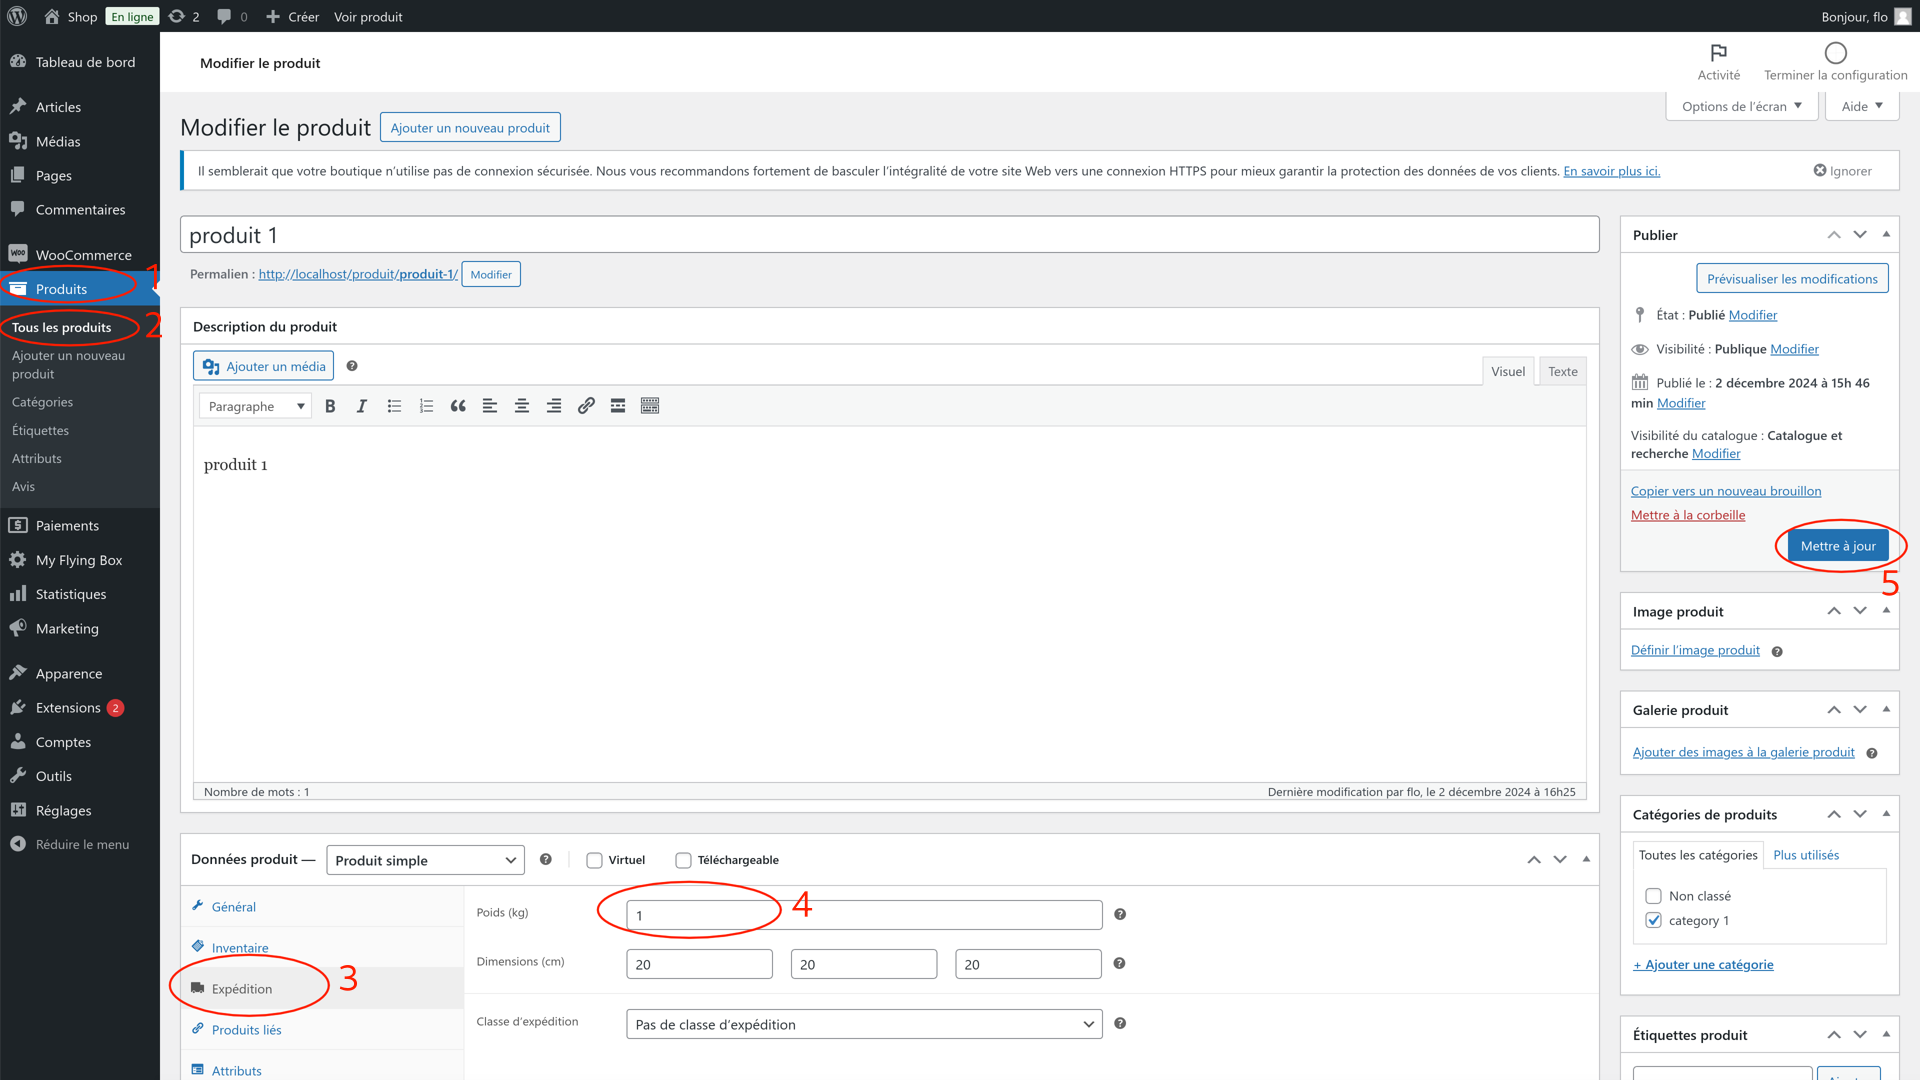 Shop En ligne 2 0 Créer Voir produit Bonjour, flo
Tableau de bord
Articles
Médias
Pages
Commentaires
WooCommerce
Produits 1
Tous les produits 2
Ajouter un nouveau
produit
Catégories
Étiquettes
Attributs
Avis
Paiements
My Flying Box
Statistiques
Marketing
Apparence
Extensions 2
Comptes
Outils
Réglages
Réduire le menu
Modifier le produit
Activité
Terminer la configuration
Options de l’écran ▼
Aide ▼
Modifier le produit Ajouter un nouveau produit
Il semblerait que votre boutique n’utilise pas de connexion sécurisée. Nous vous recommandons fortement de basculer l’intégralité de votre site Web vers une connexion HTTPS pour mieux garantir la protection des données de vos clients. En savoir plus ici. Ignorer
produit 1
Permalien : http://localhost/produit/produit-1/ Modifier
Description du produit
Ajouter un média
Visuel Texte
Paragraphe
produit 1
Nombre de mots : 1
Dernière modification par flo, le 2 décembre 2024 à 16h25
Données produit — Produit simple Virtuel Téléchargeable
Général
Inventaire
Expédition 3
Produits liés
Attributs
Poids (kg) 1 4
Dimensions (cm) 20 20 20
Classe d’expédition Pas de classe d’expédition
Publier
Prévisualiser les modifications
État : Publié Modifier
Visibilité : Publique Modifier
Publié le : 2 décembre 2024 à 15h 46
min Modifier
Visibilité du catalogue : Catalogue et
recherche Modifier
Copier vers un nouveau brouillon
Mettre à la corbeille
Mettre à jour
5
Image produit
Définir l’image produit
Galerie produit
Ajouter des images à la galerie produit
Catégories de produits
Toutes les catégories Plus utilisés
Non classé
category 1
+ Ajouter une catégorie
Étiquettes produit